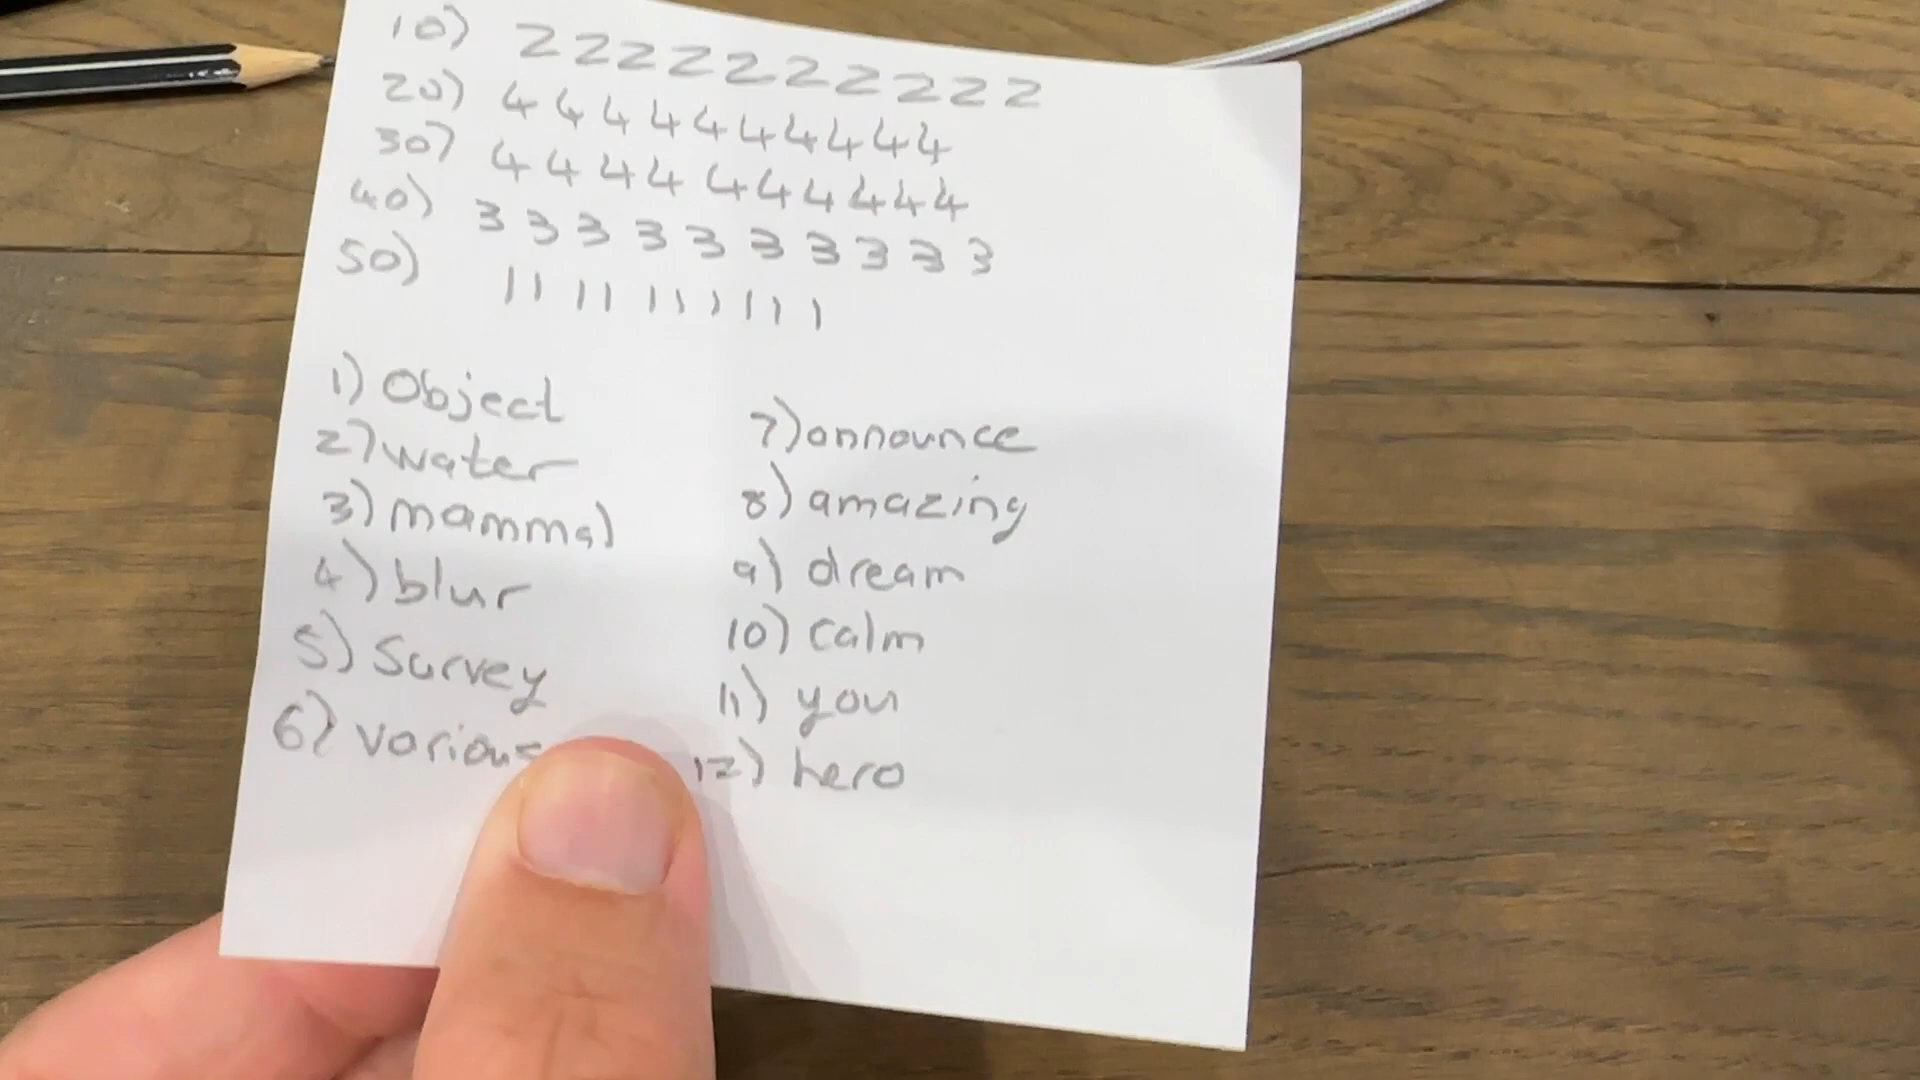 10) 2 2 2 2 2 2 2 2 2 2
20) 4 4 4 4 4 4 4 4 4 4
30) 4 4 4 4 4 4 4 4 4 4
40) 3 3 3 3 3 3 3 3 3 3
50) 1 1 1 1 1 1 1 1 1 1
1) Object
2) water
3) mammal
4) blur
5) Survey
6) various
7) announce
8) amazing
9) dream
10) calm
11) you
12) hero